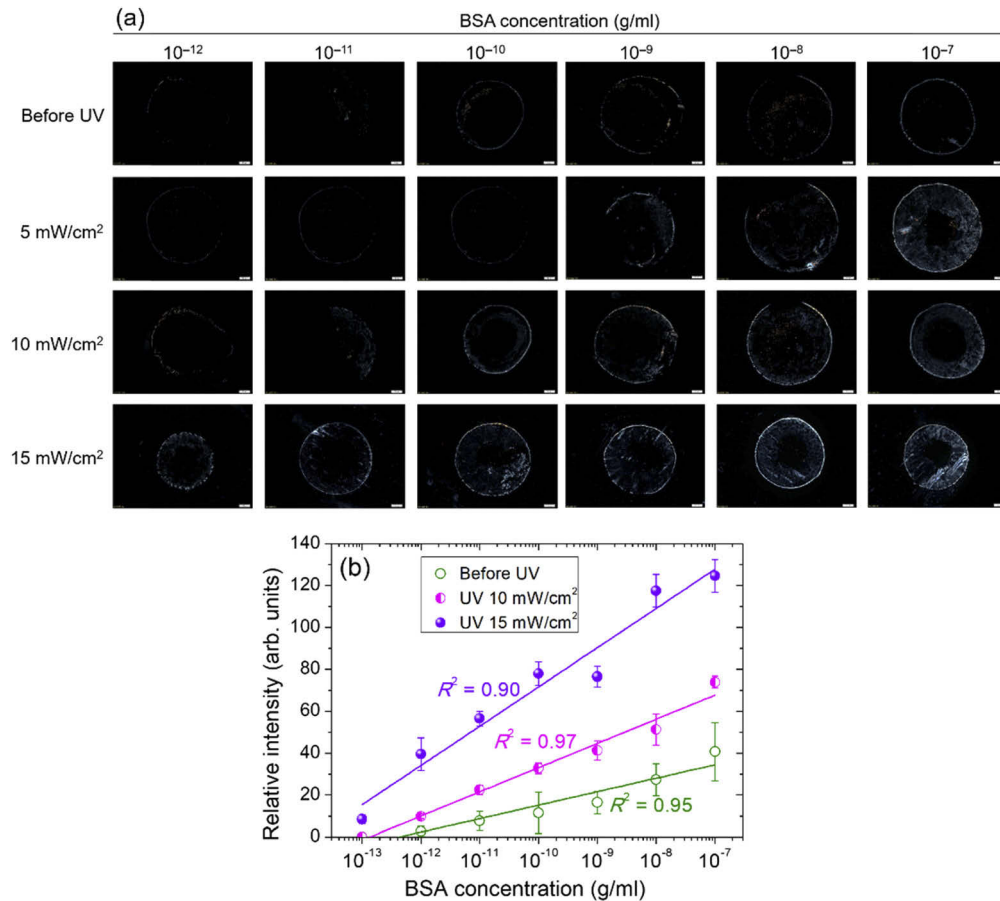 (a)
BSA concentration (g/ml)
10⁻¹² 10⁻¹¹ 10⁻¹⁰ 10⁻⁹ 10⁻⁸ 10⁻⁷
Before UV
5 mW/cm²
10 mW/cm²
15 mW/cm²
(b)
140
120
100
80
60
40
20
0
Relative intensity (arb. units)
Before UV
UV 10 mW/cm²
UV 15 mW/cm²
R² = 0.90
R² = 0.97
R² = 0.95
10⁻¹³ 10⁻¹² 10⁻¹¹ 10⁻¹⁰ 10⁻⁹ 10⁻⁸ 10⁻⁷
BSA concentration (g/ml)